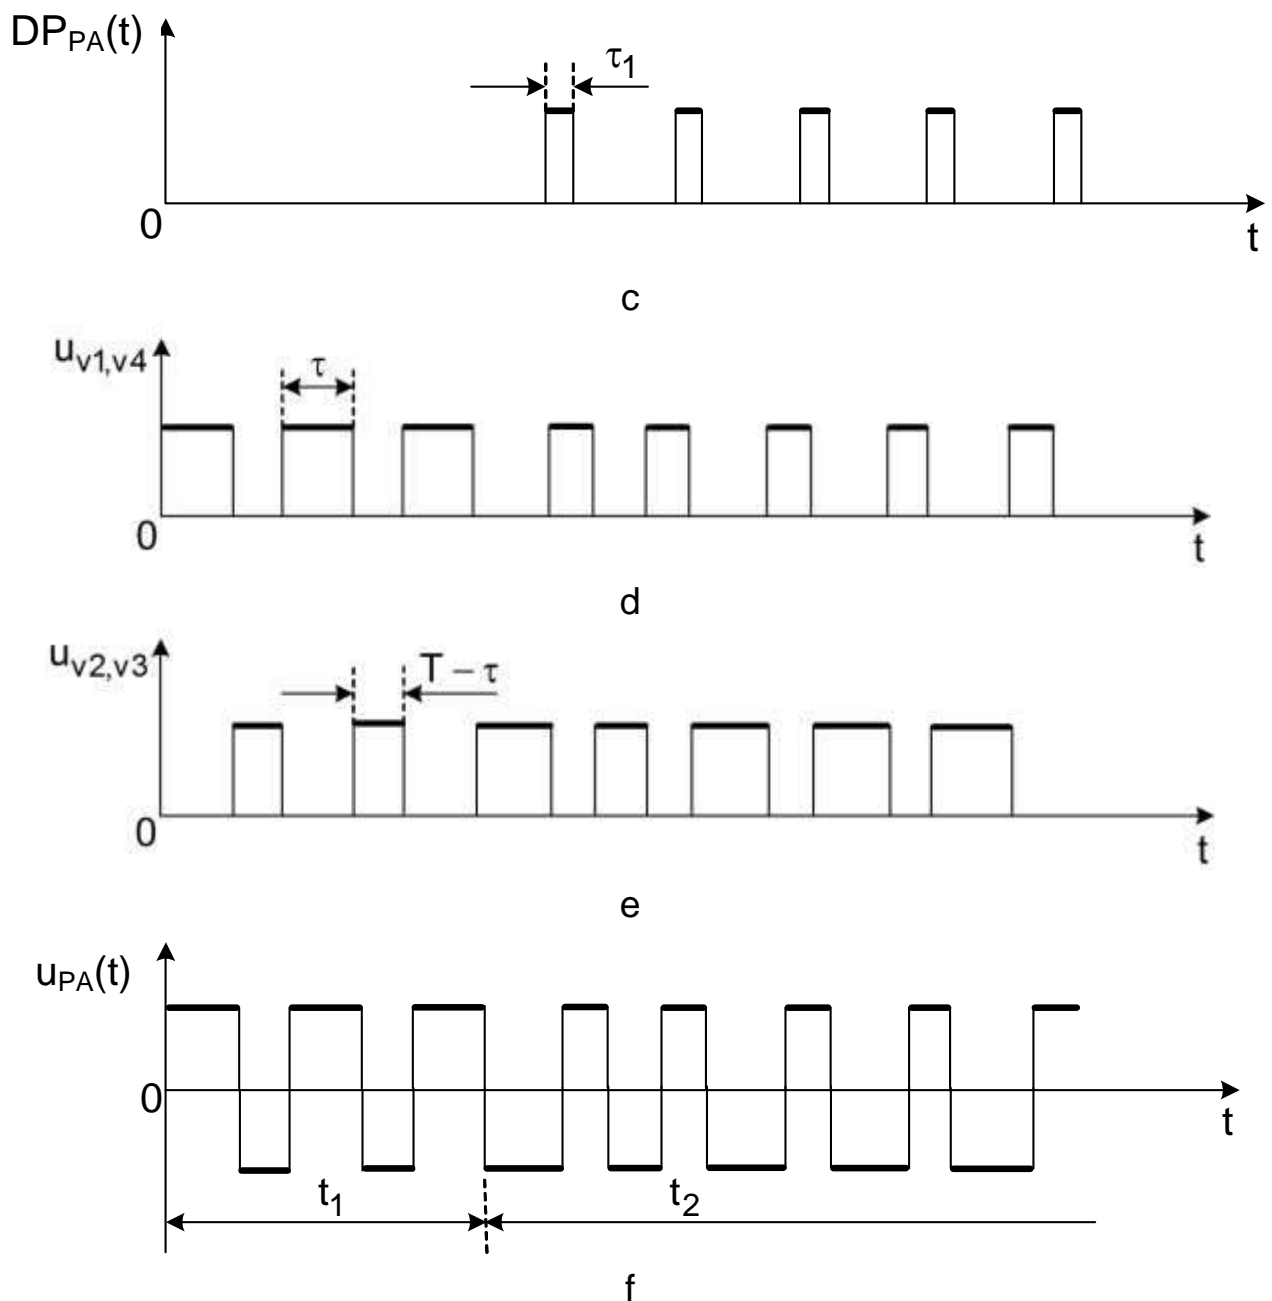 DP_PA(t)
τ₁
0
t
c
u_v1,v4
τ
0
t
d
u_v2,v3
T – τ
0
t
e
u_PA(t)
0
t
t₁
t₂
f